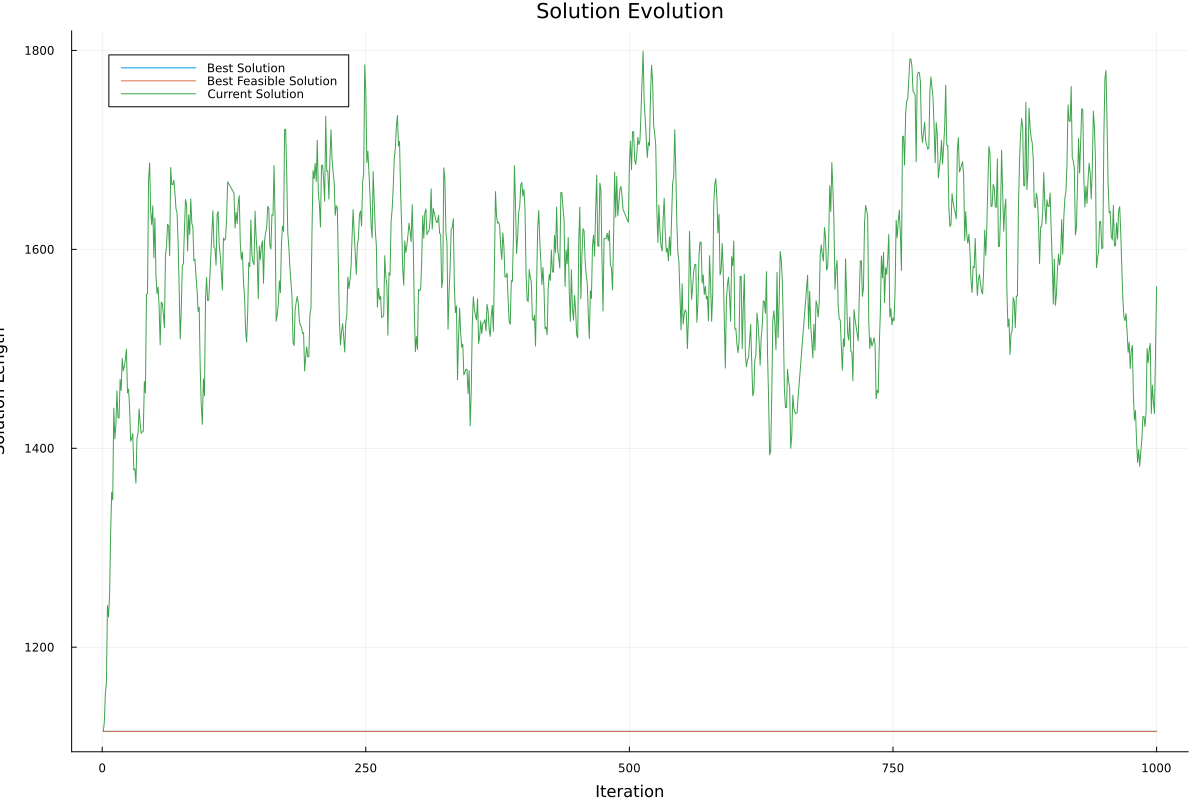 Solution Evolution
1800
Best Solution
Best Feasible Solution
Current Solution
1600
1400
Solution Length
1200
0 250 500 750 1000
Iteration